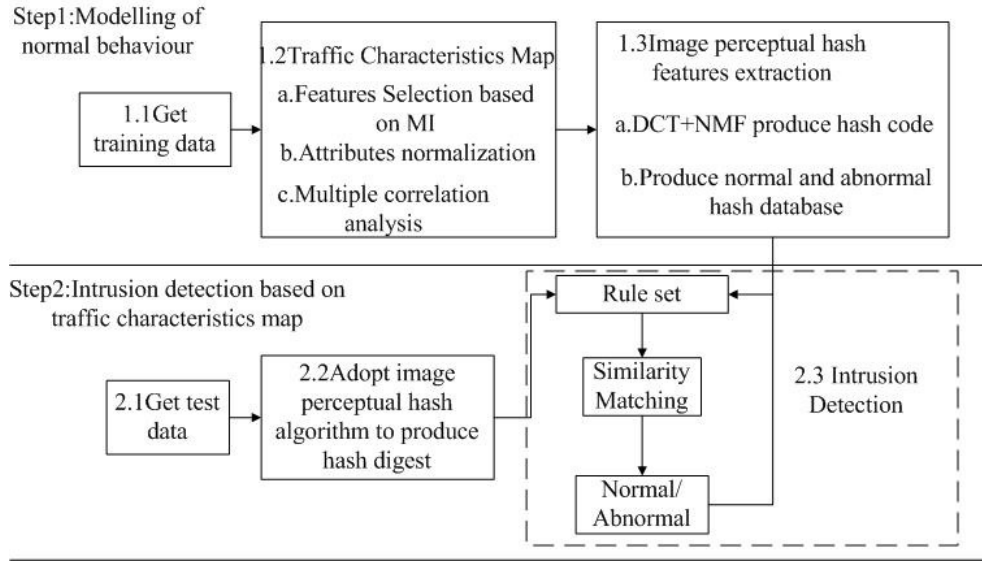 Step1:Modelling of
normal behaviour
1.1Get
training data
1.2Traffic Characteristics Map
a.Features Selection based
on MI
b.Attributes normalization
c.Multiple correlation
analysis
1.3Image perceptual hash
features extraction
a.DCT+NMF produce hash code
b.Produce normal and abnormal
hash database
Step2:Intrusion detection based on
traffic characteristics map
2.1Get test
data
2.2Adopt image
perceptual hash
algorithm to produce
hash digest
Rule set
Similarity
Matching
Normal/
Abnormal
2.3 Intrusion
Detection